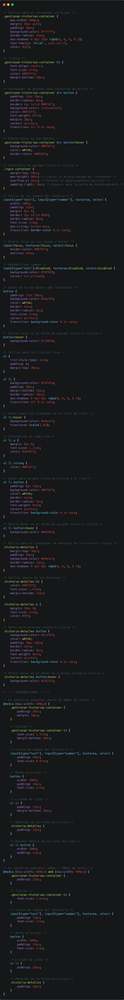 /* Estilos para el contenedor principal */
.gestionar-historias-container {
    max-width: 900px;
    margin: 20px auto;
    padding: 30px;
    background-color: #ffffff;
    border-radius: 12px;
    box-shadow: 0 8px 16px rgba(0, 0, 0, 0.1);
    font-family: 'Arial', sans-serif;
    color: #333;
}

/* Títulos */
.gestionar-historias-container h1 {
    text-align: center;
    font-size: 2rem;
    color: #007bff;
    margin-bottom: 20px;
}

/* Contenedor de botones para selección de acción */
.gestionar-historias-container div button {
    padding: 12px 20px;
    border-radius: 8px;
    border: 2px solid #007bff;
    background-color: transparent;
    color: #007bff;
    font-weight: bold;
    margin: 10px;
    cursor: pointer;
    transition: all 0.3s ease;
}

/* Efecto hover en los botones */
.gestionar-historias-container div button:hover {
    background-color: #007bff;
    color: white;
    border-color: #0056b3;
}

/* Formulario de agregar historia clínica */
.input-container {
    margin-top: 20px;
    max-height: 60vh; /* Limita la altura máxima del contenedor */
    overflow-y: auto; /* Permite el desplazamiento vertical */
    padding-right: 10px; /* Espacio para la barra de desplazamiento */
}

/* Estilo de los campos del formulario */
input[type="text"], input[type="number"], textarea, select {
    width: 100%;
    padding: 12px;
    margin: 8px 0;
    border: 2px solid #ddd;
    border-radius: 8px;
    font-size: 1rem;
    box-sizing: border-box;
    transition: border-color 0.3s ease;
}

/* Efecto focus en los inputs y select */
input:focus, textarea:focus, select:focus {
    border-color: #007bff;
    outline: none;
}

/* Deshabilitar campos */
input[type="text"]:disabled, textarea:disabled, select:disabled {
    background-color: #f0f0f0;
    cursor: not-allowed;
}

/* Botón de acción dentro del formulario */
button {
    padding: 12px 20px;
    background-color: #28a745;
    color: white;
    border: none;
    border-radius: 8px;
    font-size: 1rem;
    cursor: pointer;
    transition: background-color 0.3s ease;
}

/* Efecto hover en el botón de guardar historia clínica */
button:hover {
    background-color: #218838;
}

/* Estilos para la lista de citas */
ul {
    list-style-type: none;
    padding: 0;
    margin-top: 30px;
}

ul li {
    background-color: #f8f9fa;
    padding: 20px;
    margin-bottom: 15px;
    border-radius: 10px;
    box-shadow: 0 4px 8px rgba(0, 0, 0, 0.1);
    transition: all 0.3s ease;
}

/* Hover sobre los elementos de la lista de citas */
ul li:hover {
    background-color: #e9ecef;
    transform: scale(1.02);
}

/* Información de cada cita */
ul li p {
    margin: 8px 0;
    font-size: 1.1rem;
    color: #495057;
}

ul li strong {
    color: #007bff;
}

/* Botón para asignar historia clínica a la cita */
ul li button {
    padding: 8px 16px;
    background-color: #007bff;
    color: white;
    border: none;
    border-radius: 5px;
    font-weight: bold;
    cursor: pointer;
    transition: background-color 0.3s ease;
}

/* Efecto hover en el botón de asignar historia clínica */
ul li button:hover {
    background-color: #0056b3;
}

/* Estilo para el contenedor de detalles de la historia clínica */
.historia-detalles {
    margin-top: 30px;
    padding: 20px;
    background-color: #e9ecef;
    border-radius: 12px;
    box-shadow: 0 4px 8px rgba(0, 0, 0, 0.1);
}

/* Estilos dentro de los detalles */
.historia-detalles h2 {
    color: #007bff;
    font-size: 1.5rem;
    margin-bottom: 15px;
}

.historia-detalles p {
    margin: 10px 0;
    font-size: 1rem;
    color: #555;
}

/* Botón para eliminar historia clínica */
.historia-detalles button {
    background-color: #dc3545;
    color: white;
    padding: 10px 18px;
    border: none;
    border-radius: 8px;
    font-weight: bold;
    cursor: pointer;
    transition: background-color 0.3s ease;
}

/* Efecto hover en el botón de eliminar historia clínica */
.historia-detalles button:hover {
    background-color: #c82333;
}

/* --- RESPONSIVIDAD --- */

/* En pantallas pequeñas (menos de 600px de ancho) */
@media (max-width: 600px) {
    .gestionar-historias-container {
        padding: 20px;
        margin: 10px;
    }

    /* Títulos */
    .gestionar-historias-container h1 {
        font-size: 1.5rem;
        margin-bottom: 10px;
    }

    /* Ajuste de campos del formulario */
    input[type="text"], input[type="number"], textarea, select {
        padding: 10px;
        font-size: 0.9rem;
    }

    /* Botón principal */
    button {
        width: 100%;
        padding: 14px;
        font-size: 1rem;
    }

    /* Listado de citas */
    ul li {
        padding: 15px;
        margin-bottom: 10px;
    }

    /* Detalles de la historia clínica */
    .historia-detalles {
        padding: 15px;
    }

    /* Botones dentro de la lista de citas */
    ul li button {
        width: 100%;
        padding: 12px;
    }
}

/* En pantallas medianas (600px - 900px de ancho) */
@media (min-width: 600px) and (max-width: 900px) {
    .gestionar-historias-container {
        padding: 25px;
    }

    /* Títulos */
    .gestionar-historias-container h1 {
        font-size: 1.8rem;
    }

    /* Ajuste de campos del formulario */
    input[type="text"], input[type="number"], textarea, select {
        padding: 12px;
        font-size: 1rem;
    }

    /* Botón principal */
    button {
        width: 100%;
        padding: 12px;
        font-size: 1rem;
    }

    /* Listado de citas */
    ul li {
        padding: 18px;
    }

    /* Detalles de la historia clínica */
    .historia-detalles {
        padding: 18px;
    }
}